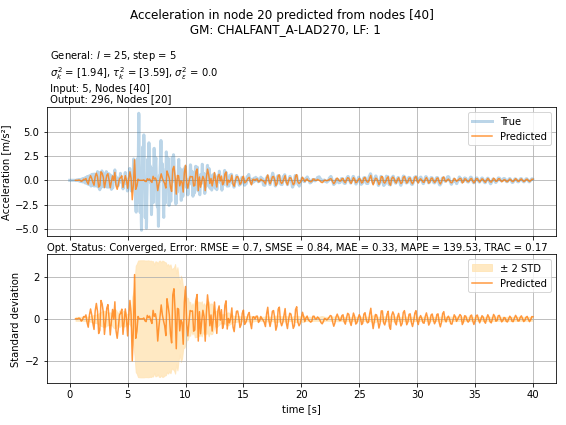 Acceleration in node 20 predicted from nodes [40]
GM: CHALFANT_A-LAD270, LF: 1
General: l = 25, step = 5
σ²ₖ = [1.94], τ²ₖ = [3.59], σ²ε = 0.0
Input: 5, Nodes [40]
Output: 296, Nodes [20]
Acceleration [m/s²]
5.0
2.5
0.0
−2.5
−5.0
True
Predicted
Opt. Status: Converged, Error: RMSE = 0.7, SMSE = 0.84, MAE = 0.33, MAPE = 139.53, TRAC = 0.17
Standard deviation
2
0
−2
± 2 STD
Predicted
0 5 10 15 20 25 30 35 40
time [s]